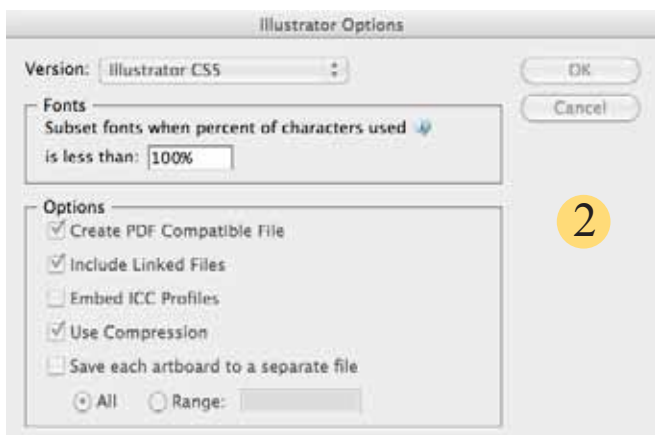 Illustrator Options
Version: Illustrator CS5
OK
Cancel
Fonts
Subset fonts when percent of characters used
is less than: 100%
Options
Create PDF Compatible File
2
Include Linked Files
Embed ICC Profiles
Use Compression
Save each artboard to a separate file
All Range: